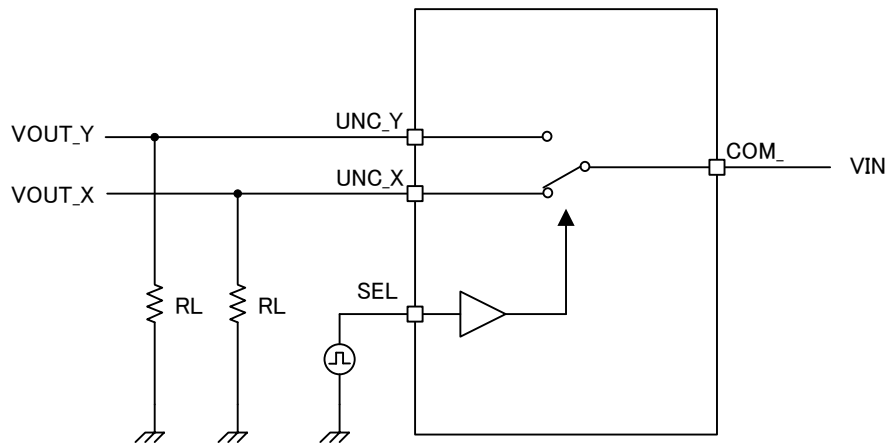 UNC_Y
VOUT_Y
COM_
VIN
UNC_X
VOUT_X
SEL
RL
RL